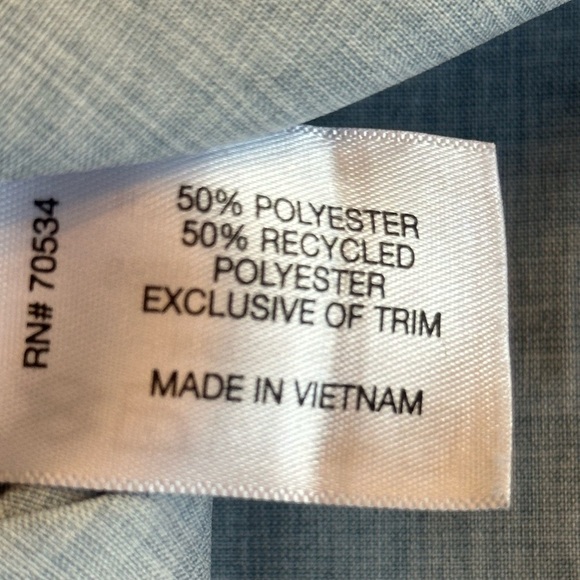 50% POLYESTER
50% RECYCLED
POLYESTER
EXCLUSIVE OF TRIM
MADE IN VIETNAM
RN# 70534